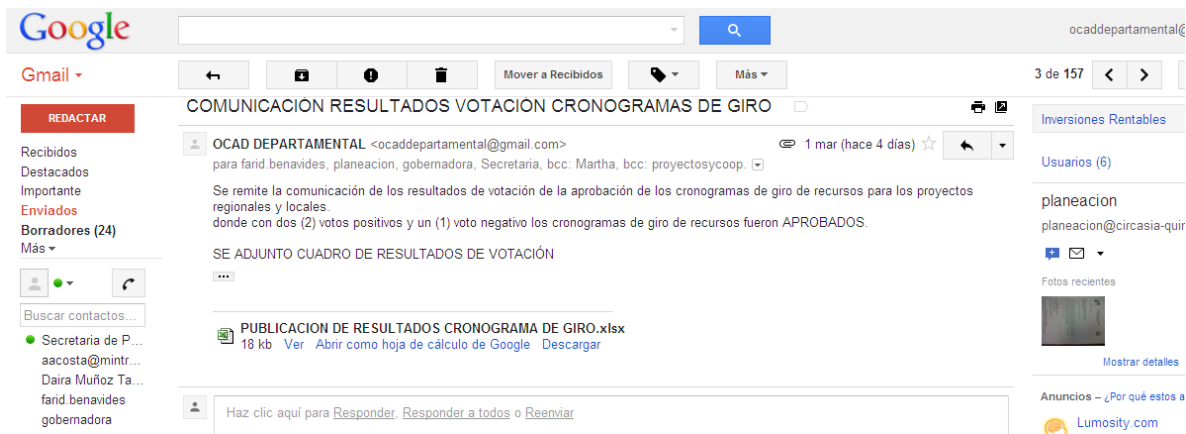 Google
ocaddepartamental@
Gmail
Mover a Recibidos
Más
3 de 157
REDACTAR
Recibidos
Destacados
Importante
Enviados
Borradores (24)
Más
Buscar contactos...
Secretaria de P...
aacosta@mintr...
Daira Muñoz Ta...
farid.benavides
gobernadora
COMUNICACIÓN RESULTADOS VOTACIÓN CRONOGRAMAS DE GIRO
OCAD DEPARTAMENTAL <ocaddepartamental@gmail.com>
1 mar (hace 4 días)
para farid.benavides, planeacion, gobernadora, Secretaria, bcc: Martha, bcc: proyectosycoop.
Se remite la comunicación de los resultados de votación de la aprobación de los cronogramas de giro de recursos para los proyectos
regionales y locales.
donde con dos (2) votos positivos y un (1) voto negativo los cronogramas de giro de recursos fueron APROBADOS.
SE ADJUNTO CUADRO DE RESULTADOS DE VOTACIÓN
PUBLICACION DE RESULTADOS CRONOGRAMA DE GIRO.xlsx
18 kb Ver Abrir como hoja de cálculo de Google Descargar
Haz clic aquí para Responder, Responder a todos o Reenviar
Inversiones Rentables
Usuarios (6)
planeacion
planeacion@circasia-quin
Fotos recientes
Mostrar detalles
Anuncios – ¿Por qué estos a
Lumosity.com